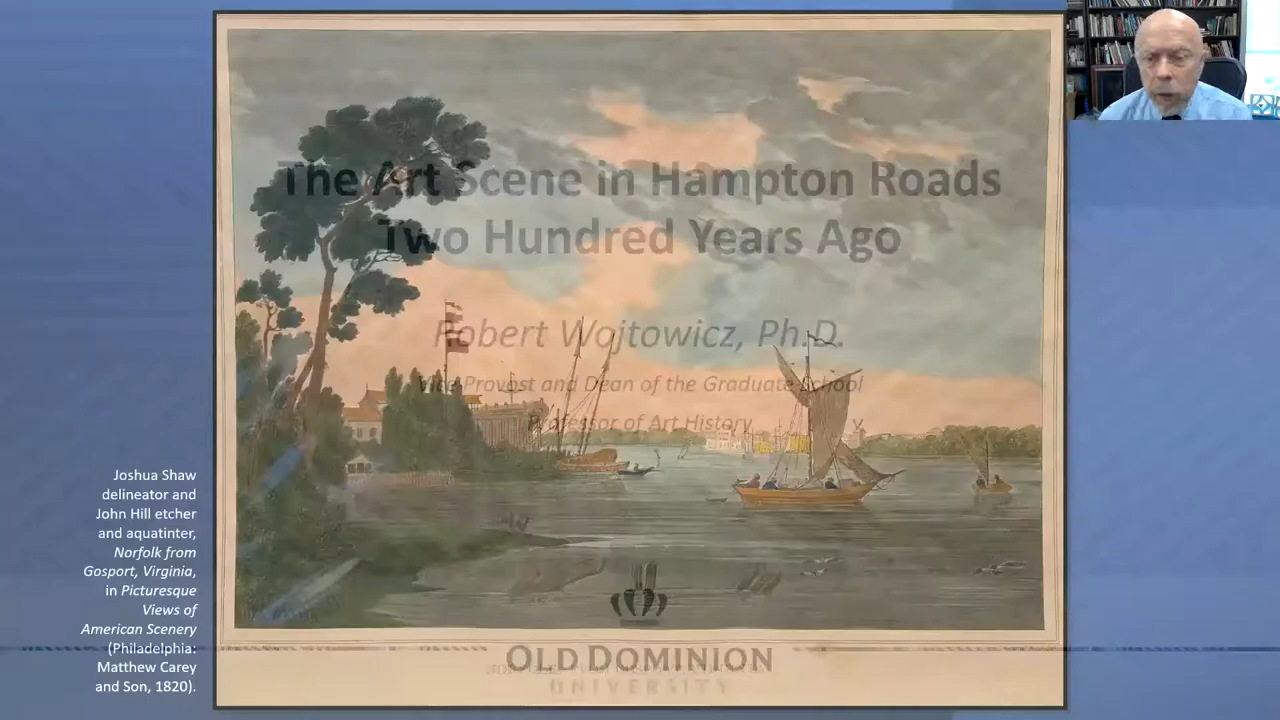 The Art Scene in Hampton Roads
Two Hundred Years Ago
Robert Wojtowicz, Ph.D.
Vice Provost and Dean of the Graduate School
Professor of Art History
Joshua Shaw
delineator and
John Hill etcher
and aquatinter,
Norfolk from
Gosport, Virginia,
in Picturesque
Views of
American Scenery
(Philadelphia:
Matthew Carey
and Son, 1820).
OLD DOMINION
UNIVERSITY